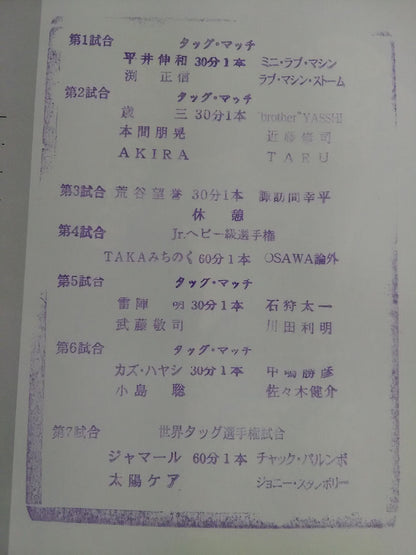 第1試合 タッグ・マッチ
平井伸和 30分1本 ミニ・ラブ・マシン
渕 正信 ラブ・マシン・ストーム
第2試合 タッグ・マッチ
歳 三 30分1本 "brother"YASSHI
本間朋晃 近藤修司
AKIRA TARU
第3試合 荒谷望誉 30分1本 諏訪間幸平
休憩
第4試合 Jr.ヘビー級選手権
TAKAみちのく 60分1本 OSAWA論外
第5試合 タッグ・マッチ
雷陣 明 30分1本 石狩太一
武藤敬司 川田利明
第6試合 タッグ・マッチ
カズ・ハヤシ 30分1本 中嶋勝彦
小島 聡 佐々木健介
第7試合 世界タッグ選手権試合
ジャマール 60分1本 チャック・パルンボ
太陽ケア ジョニー・スタンボリー